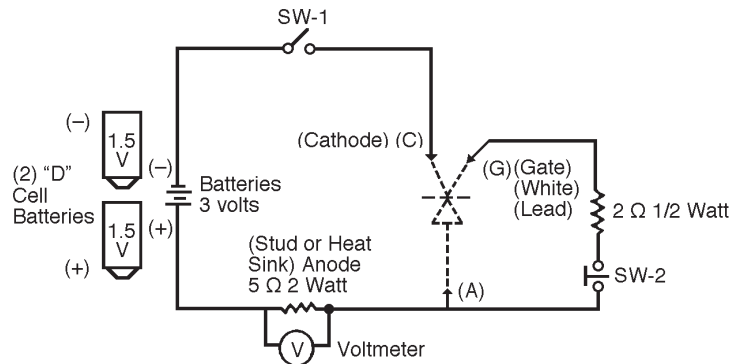 SW-1
(–)
1.5
V
(2) “D”
Cell
Batteries
1.5
V
(+)
(–)
(+)
Batteries
3 volts
(Cathode) (C)
(G) (Gate)
(White)
(Lead)
2 Ω 1/2 Watt
(Stud or Heat
Sink) Anode
5 Ω 2 Watt
(A)
SW-2
V
Voltmeter